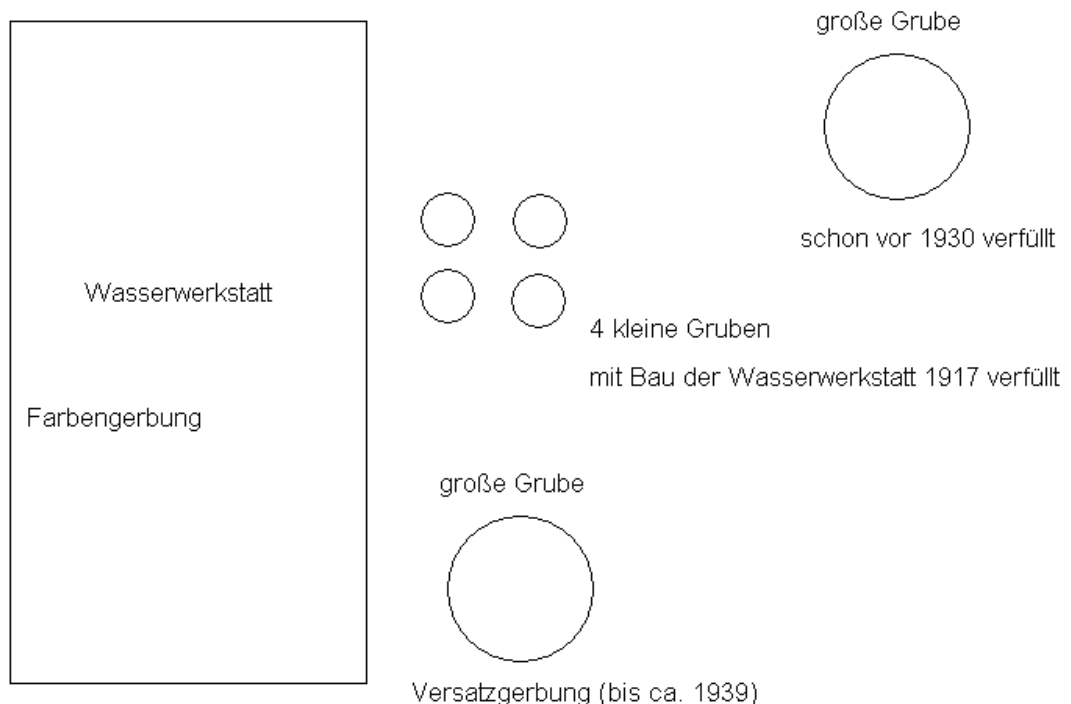 große Grube
schon vor 1930 verfüllt
Wasserwerkstatt
4 kleine Gruben
mit Bau der Wasserwerkstatt 1917 verfüllt
Farbengerbung
große Grube
Versatzgerbung (bis ca. 1939)